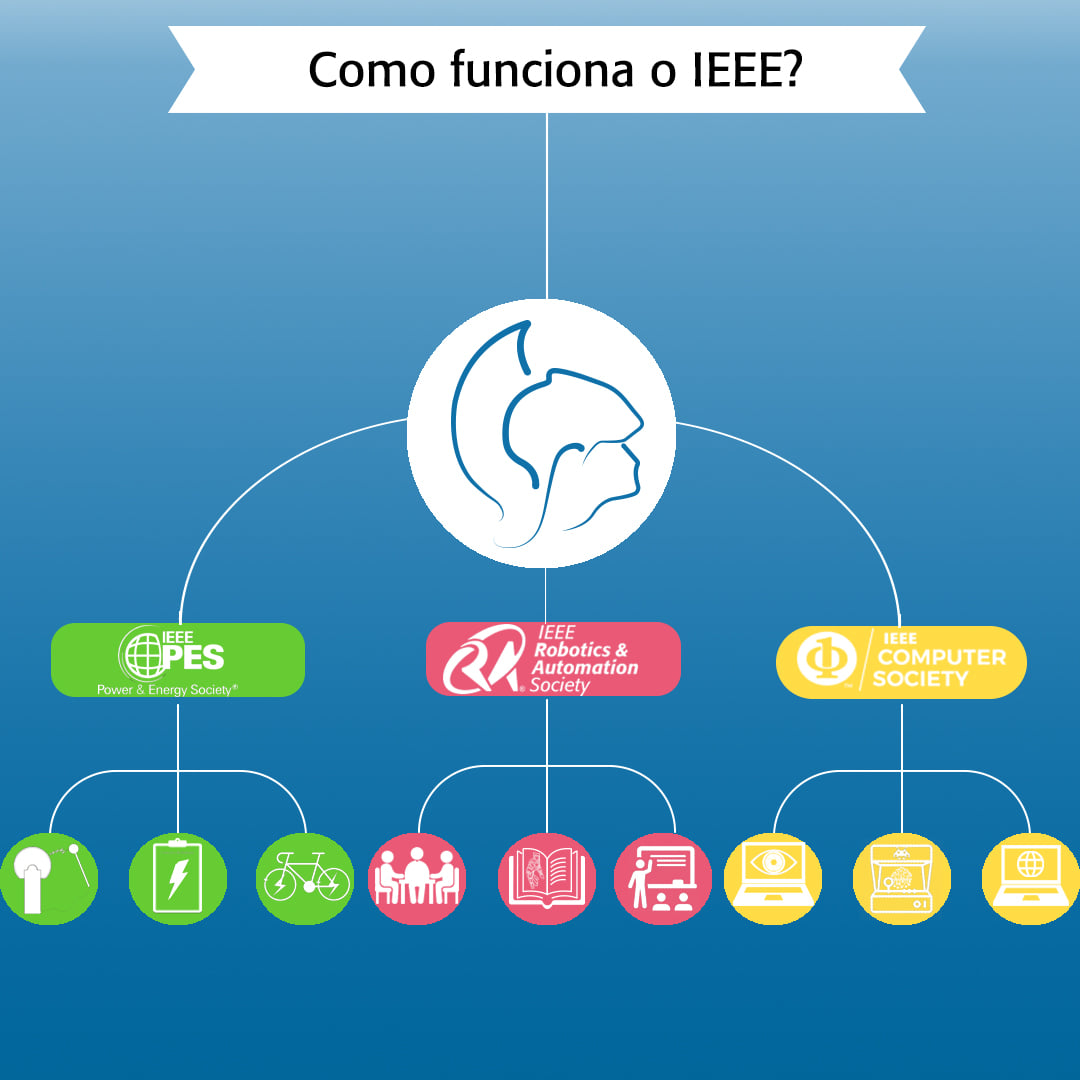 Como funciona o IEEE?
IEEE
PES
Power & Energy Society®
IEEE
Robotics &
Automation
® Society
IEEE
COMPUTER
SOCIETY